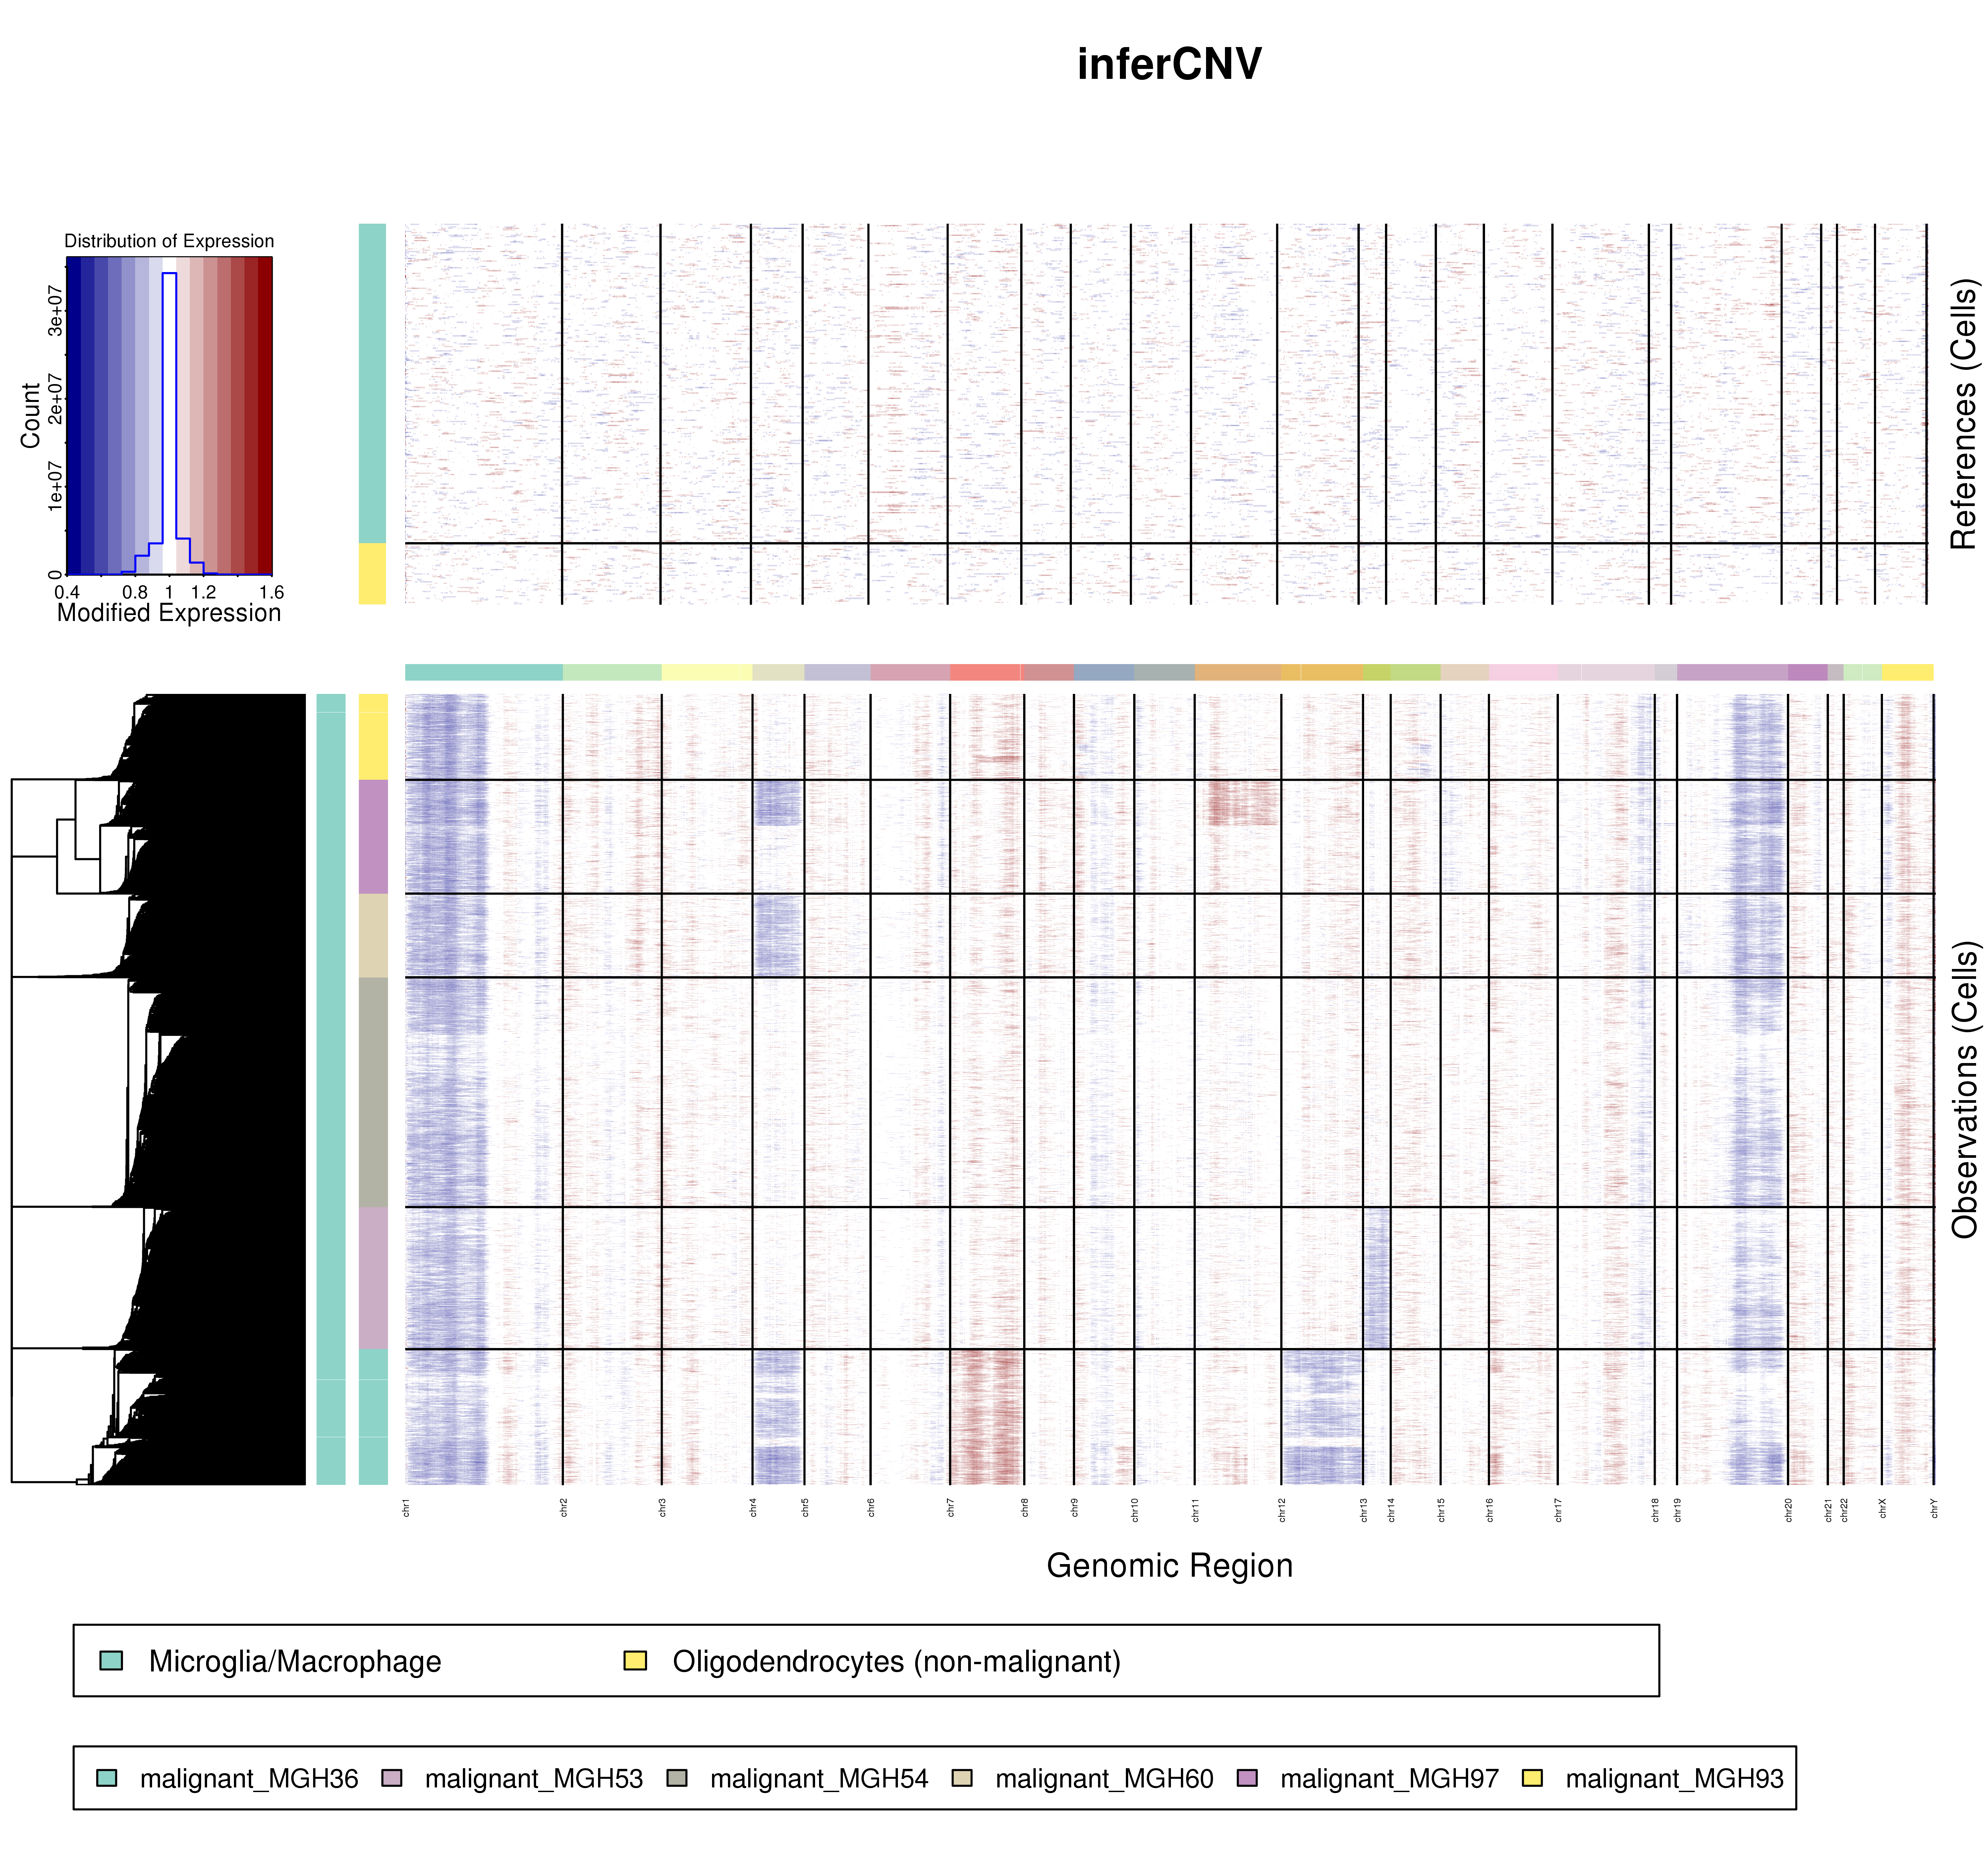 inferCNV
Distribution of Expression
Count
0 1e+07 2e+07 3e+07
0.4 0.8 1 1.2 1.6
Modified Expression
References (Cells)
Observations (Cells)
chr1 chr2 chr3 chr4 chr5 chr6 chr7 chr8 chr9 chr10 chr11 chr12 chr13 chr14 chr15 chr16 chr17 chr18 chr19 chr20 chr21 chr22 chrX chrY
Genomic Region
Microglia/Macrophage Oligodendrocytes (non-malignant)
malignant_MGH36 malignant_MGH53 malignant_MGH54 malignant_MGH60 malignant_MGH97 malignant_MGH93